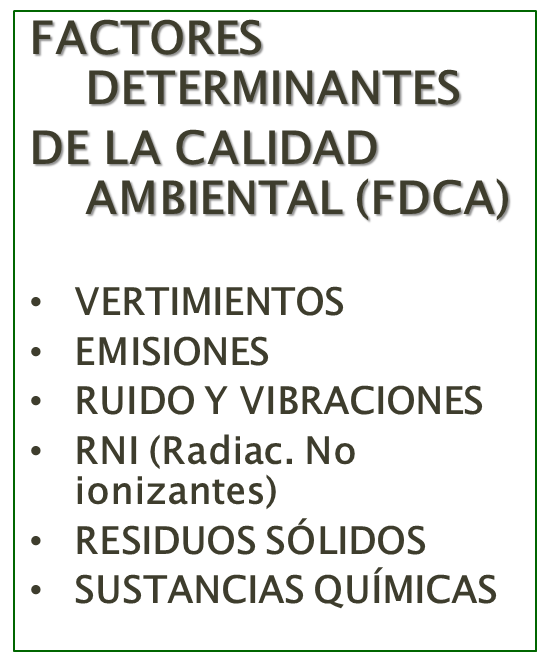 FACTORES
DETERMINANTES
DE LA CALIDAD
AMBIENTAL (FDCA)
• VERTIMIENTOS
• EMISIONES
• RUIDO Y VIBRACIONES
• RNI (Radiac. No
ionizantes)
• RESIDUOS SÓLIDOS
• SUSTANCIAS QUÍMICAS